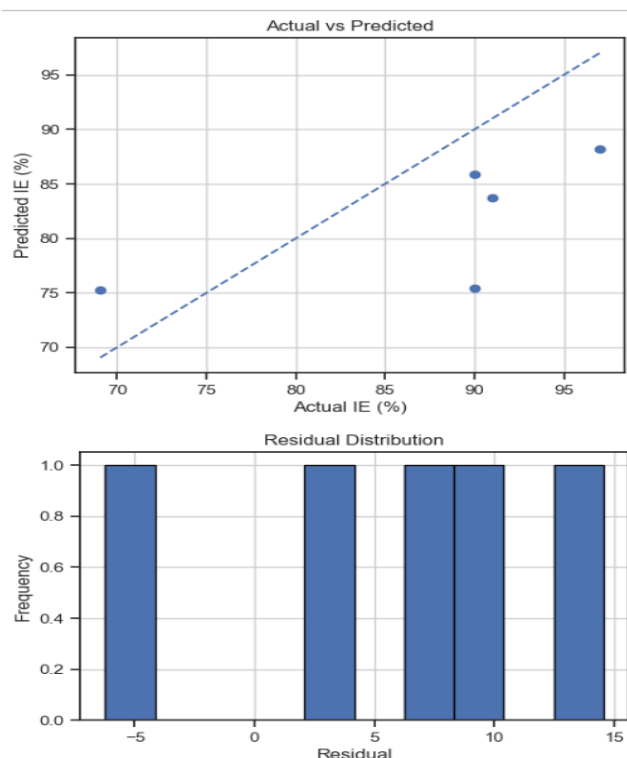 Actual vs Predicted
95
90
85
80
75
70
Predicted IE (%)
70 75 80 85 90 95
Actual IE (%)
Residual Distribution
1.0
0.8
0.6
0.4
0.2
0.0
Frequency
−5 0 5 10 15
Residual